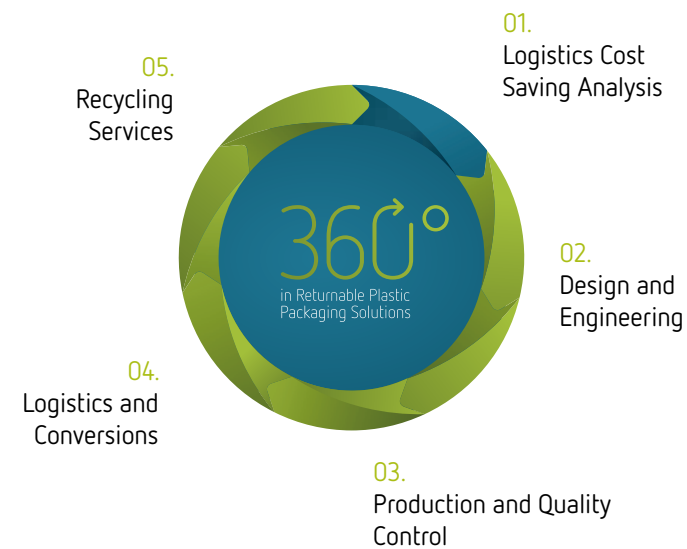 01.
Logistics Cost
Saving Analysis
02.
Design and
Engineering
03.
Production and Quality
Control
04.
Logistics and
Conversions
05.
Recycling
Services
360°
in Returnable Plastic
Packaging Solutions